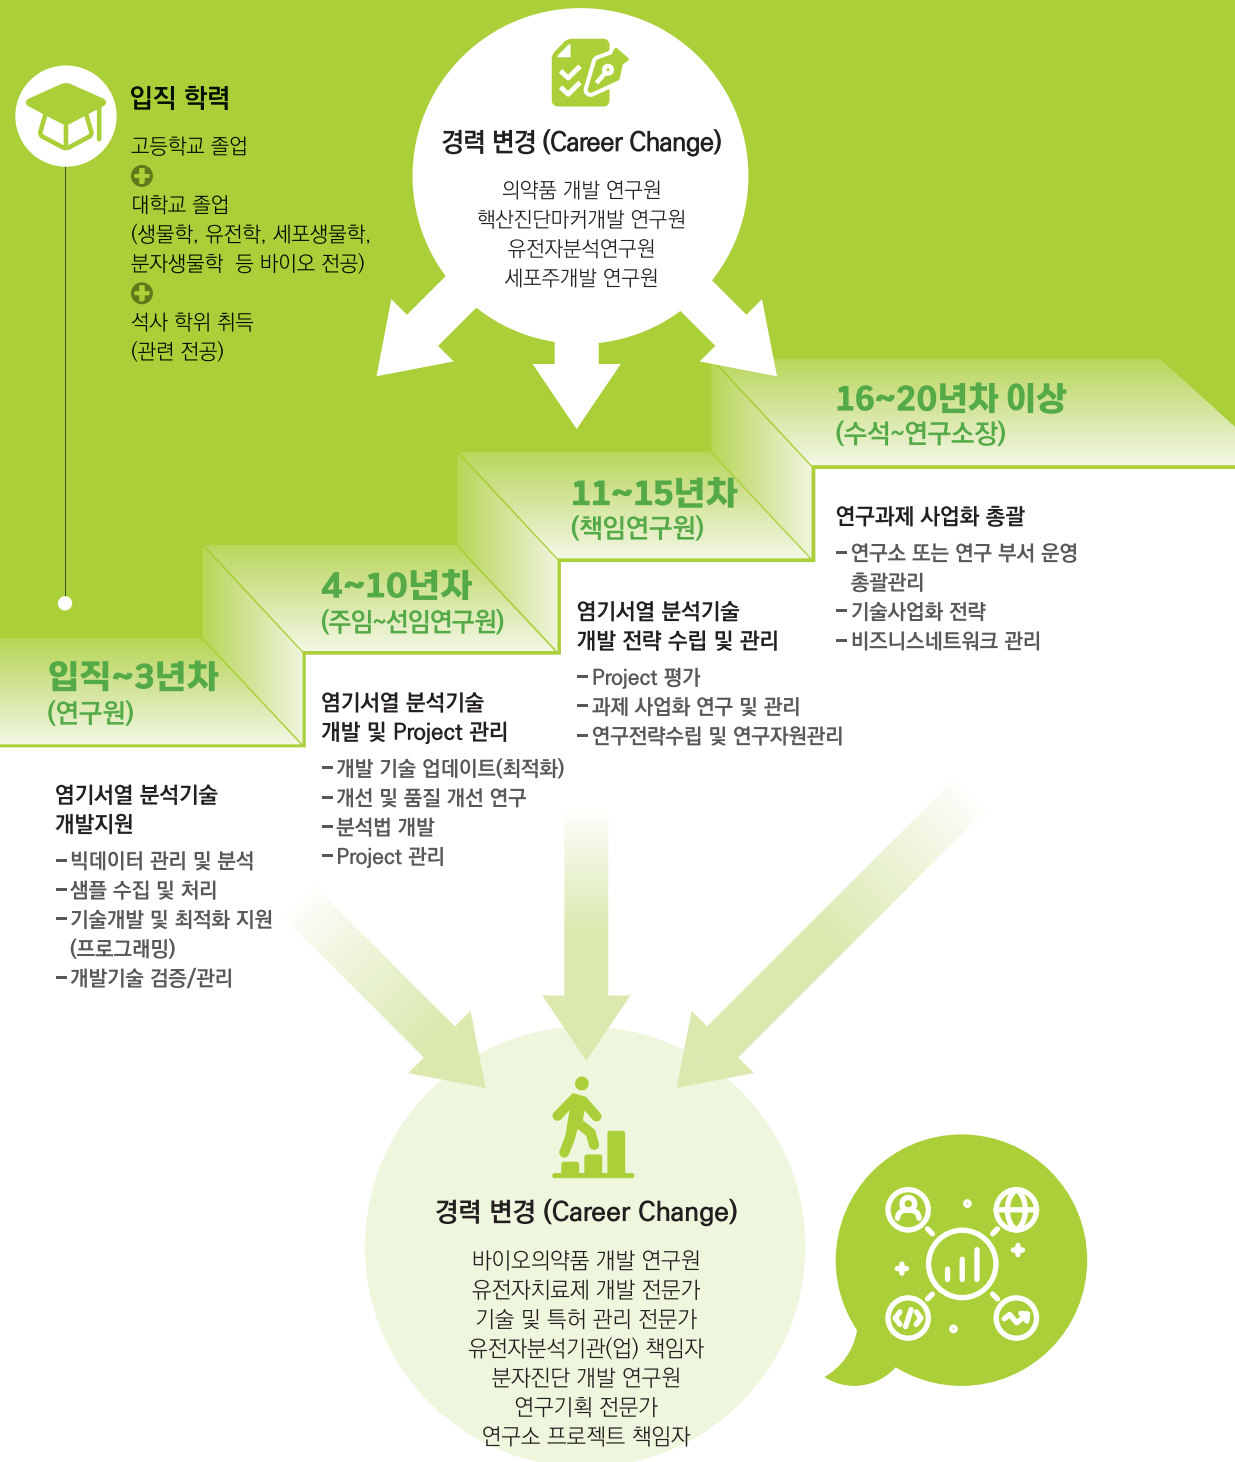 입직 학력
고등학교 졸업
대학교 졸업
(생물학, 유전학, 세포생물학,
분자생물학 등 바이오 전공)
석사 학위 취득
(관련 전공)
경력 변경 (Career Change)
의약품 개발 연구원
핵산진단마커개발 연구원
유전자분석연구원
세포주개발 연구원
입직~3년차
(연구원)
염기서열 분석기술
개발지원
– 빅데이터 관리 및 분석
– 샘플 수집 및 처리
– 기술개발 및 최적화 지원
(프로그래밍)
– 개발기술 검증/관리
4~10년차
(주임~선임연구원)
염기서열 분석기술
개발 및 Project 관리
– 개발 기술 업데이트(최적화)
– 개선 및 품질 개선 연구
– 분석법 개발
– Project 관리
11~15년차
(책임연구원)
염기서열 분석기술
개발 전략 수립 및 관리
– Project 평가
– 과제 사업화 연구 및 관리
– 연구전략수립 및 연구자원관리
16~20년차 이상
(수석~연구소장)
연구과제 사업화 총괄
– 연구소 또는 연구 부서 운영
총괄관리
– 기술사업화 전략
– 비즈니스네트워크 관리
경력 변경 (Career Change)
바이오의약품 개발 연구원
유전자치료제 개발 전문가
기술 및 특허 관리 전문가
유전자분석기관(업) 책임자
분자진단 개발 연구원
연구기획 전문가
연구소 프로젝트 책임자